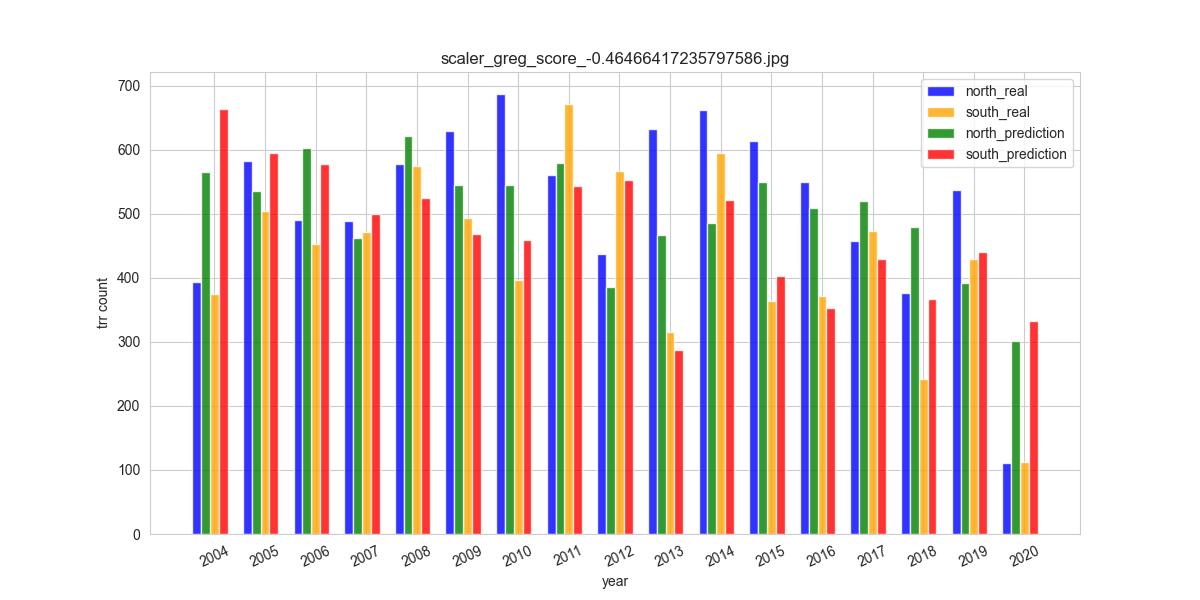 scaler_greg_score_-0.46466417235797586.jpg
north_real
south_real
north_prediction
south_prediction
trr count
700
600
500
400
300
200
100
0
2004 2005 2006 2007 2008 2009 2010 2011 2012 2013 2014 2015 2016 2017 2018 2019 2020
year